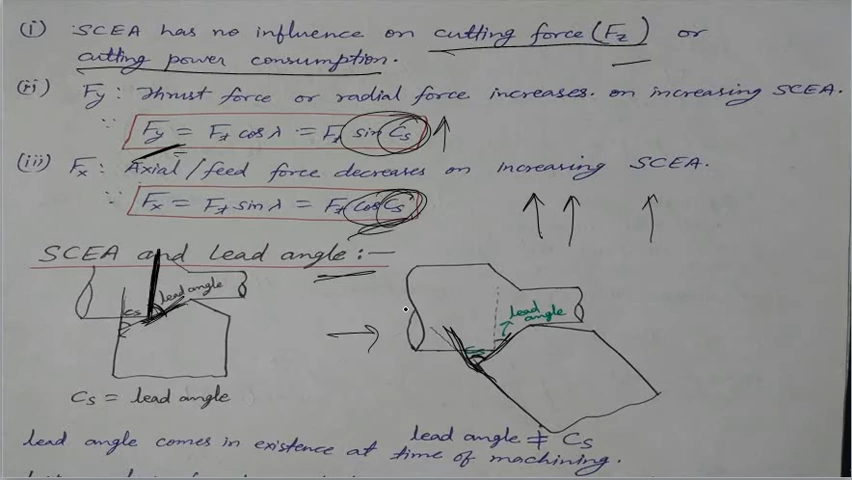 (i) SCEA has no influence on cutting force (Fz) or
cutting power consumption.
(ii) Fy : Thrust force or radial force increases on increasing SCEA.
∵ Fy = Ft cosλ = Ft sin Cs ↑
(iii) Fx : Axial/feed force decreases on increasing SCEA.
∵ Fx = Ft sinλ = Ft cos Cs
SCEA and lead angle :—
Cs
lead angle
lead
angle
Cs = lead angle
lead angle ≠ Cs
lead angle comes in existence at time of machining.